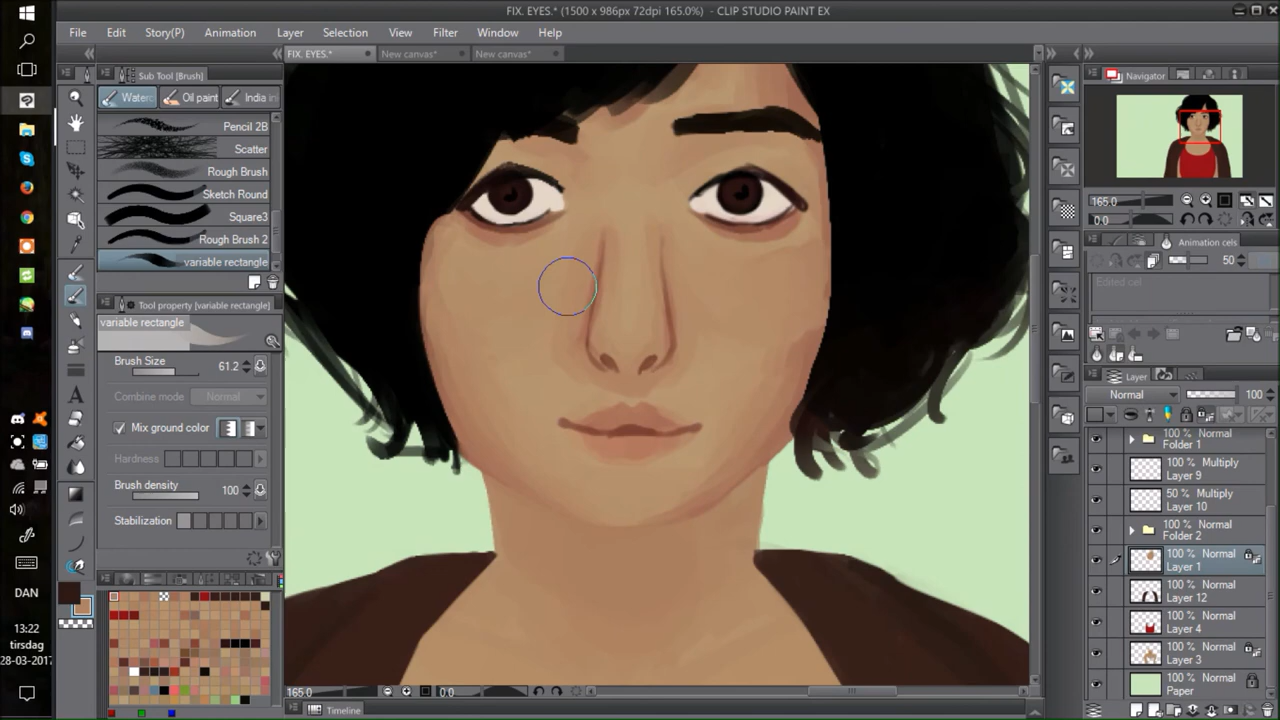 FIX. EYES.* (1500 x 986px 72dpi 165.0%) - CLIP STUDIO PAINT EX
File Edit Story(P) Animation Layer Selection View Filter Window Help
FIX. EYES.* New canvas* New canvas*
Sub Tool [Brush]
Waterc Oil paint India in
Pencil 2B
Scatter
Rough Brush
Sketch Round
Square3
Rough Brush 2
variable rectangle
Tool property [variable rectangle]
variable rectangle
Brush Size 61.2
Combine mode Normal
Mix ground color
Hardness
Brush density 100
Stabilization
Navigator
165.0
0.0
Animation cels
50
Edited cel
Layer
Normal 100
100 % Normal
Folder 1
100 % Multiply
Layer 9
50 % Multiply
Layer 10
100 % Normal
Folder 2
100 % Normal
Layer 1
100 % Normal
Layer 12
100 % Normal
Layer 4
100 % Normal
Layer 3
100 % Normal
Paper
165.0 0.0
Timeline
DAN
13:22
tirsdag
28-03-2017